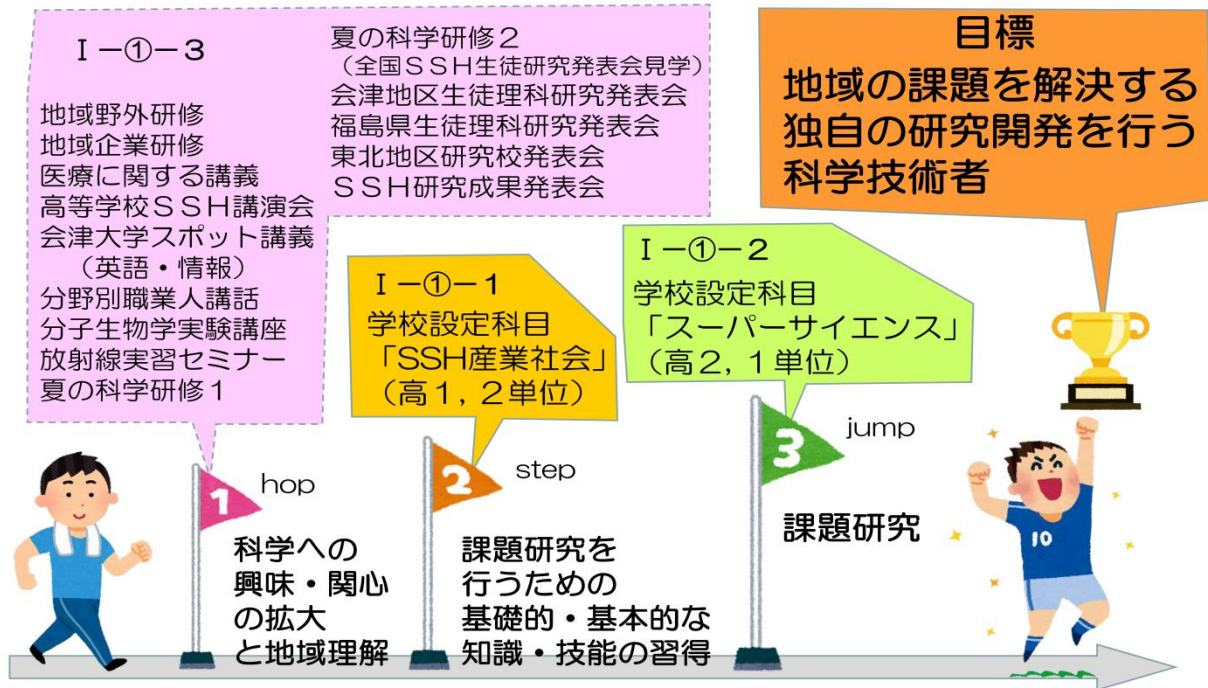 Ⅰ－①－３
地域野外研修
地域企業研修
医療に関する講義
高等学校ＳＳＨ講演会
会津大学スポット講義
（英語・情報）
分野別職業人講話
分子生物学実験講座
放射線実習セミナー
夏の科学研修１
夏の科学研修２
（全国ＳＳＨ生徒研究発表会見学）
会津地区生徒理科研究発表会
福島県生徒理科研究発表会
東北地区研究校発表会
ＳＳＨ研究成果発表会
目標
地域の課題を解決する
独自の研究開発を行う
科学技術者
Ⅰ－①－１
学校設定科目
「SSH産業社会」
（高１，２単位）
Ⅰ－①－２
学校設定科目
「スーパーサイエンス」
（高２，１単位）
1
hop
科学への
興味・関心
の拡大
と地域理解
2
step
課題研究を
行うための
基礎的・基本的な
知識・技能の習得
3
jump
課題研究
10